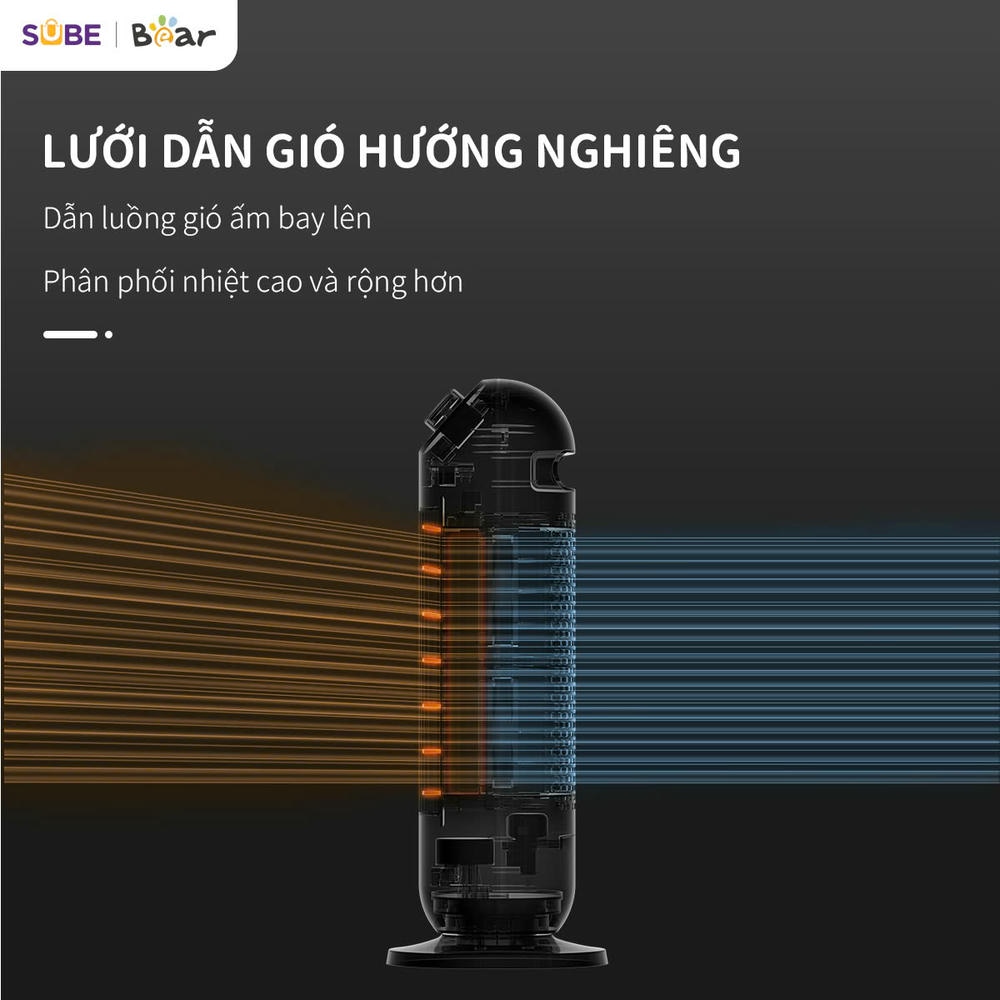 SUBE | Bear
LƯỚI DẪN GIÓ HƯỚNG NGHIÊNG
Dẫn luồng gió ấm bay lên
Phân phối nhiệt cao và rộng hơn